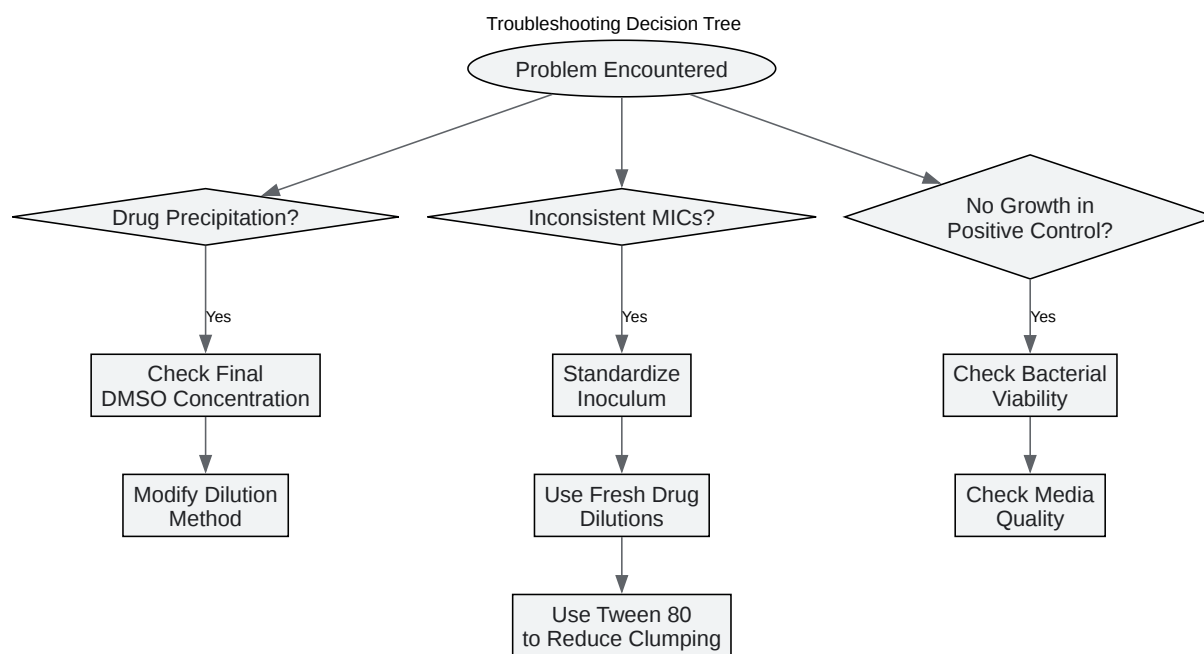 Troubleshooting Decision Tree
Problem Encountered
Drug Precipitation?
Inconsistent MICs?
No Growth in
Positive Control?
Yes
Yes
Yes
Check Final
DMSO Concentration
Standardize
Inoculum
Check Bacterial
Viability
Modify Dilution
Method
Use Fresh Drug
Dilutions
Check Media
Quality
Use Tween 80
to Reduce Clumping